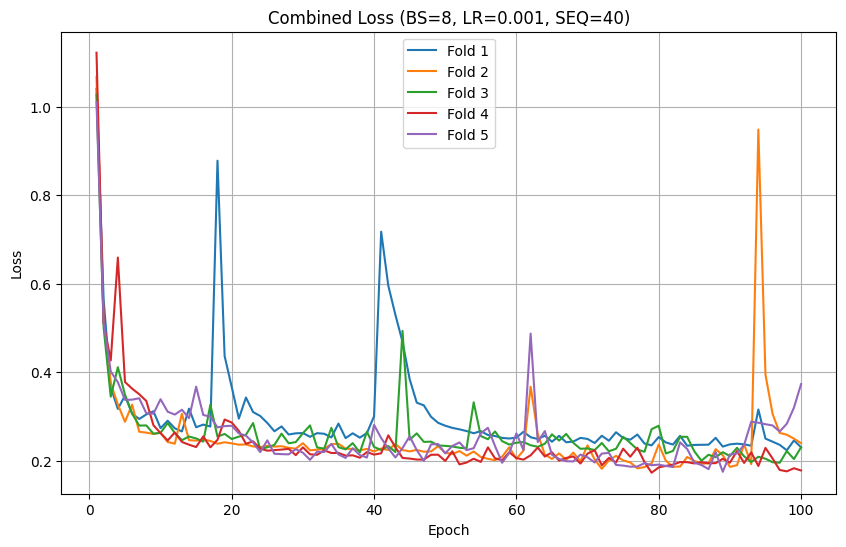 Combined Loss (BS=8, LR=0.001, SEQ=40)
Fold 1
Fold 2
Fold 3
Fold 4
Fold 5
Loss
1.0
0.8
0.6
0.4
0.2
0 20 40 60 80 100
Epoch